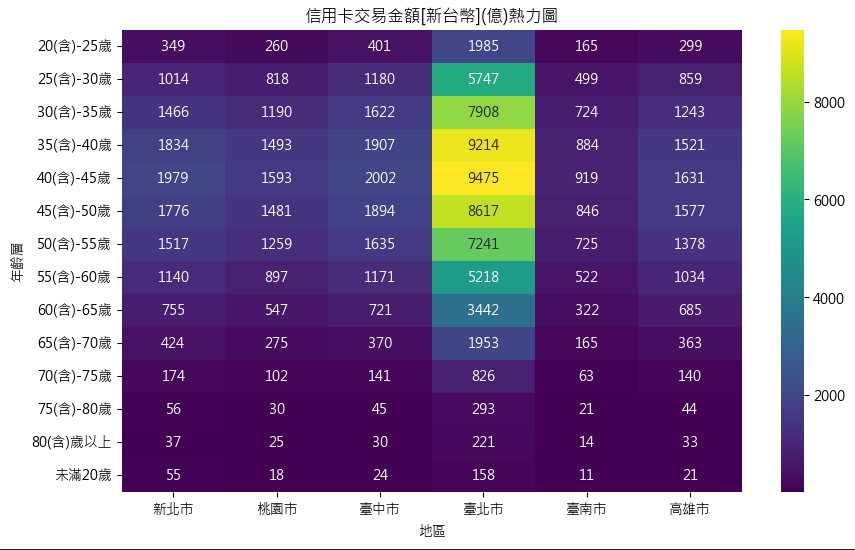 信用卡交易金額[新台幣](億)熱力圖
20(含)-25歲 349 260 401 1985 165 299
25(含)-30歲 1014 818 1180 5747 499 859
30(含)-35歲 1466 1190 1622 7908 724 1243
35(含)-40歲 1834 1493 1907 9214 884 1521
40(含)-45歲 1979 1593 2002 9475 919 1631
45(含)-50歲 1776 1481 1894 8617 846 1577
50(含)-55歲 1517 1259 1635 7241 725 1378
55(含)-60歲 1140 897 1171 5218 522 1034
60(含)-65歲 755 547 721 3442 322 685
65(含)-70歲 424 275 370 1953 165 363
70(含)-75歲 174 102 141 826 63 140
75(含)-80歲 56 30 45 293 21 44
80(含)歲以上 37 25 30 221 14 33
未滿20歲 55 18 24 158 11 21
新北市 桃園市 臺中市 臺北市 臺南市 高雄市
地區
年齡層
8000
6000
4000
2000